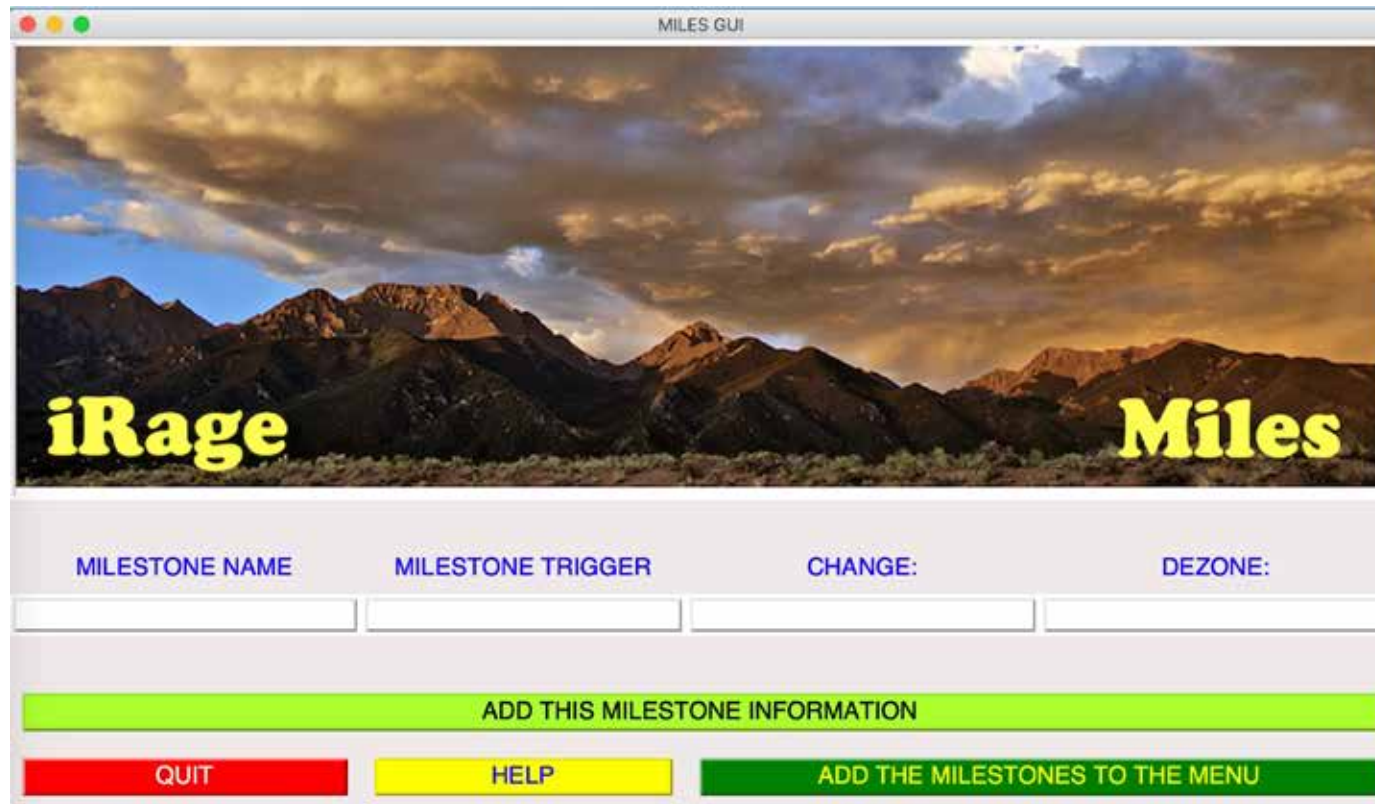 MILES GUI
iRage Miles
MILESTONE NAME MILESTONE TRIGGER CHANGE: DEZONE:
ADD THIS MILESTONE INFORMATION
QUIT HELP ADD THE MILESTONES TO THE MENU